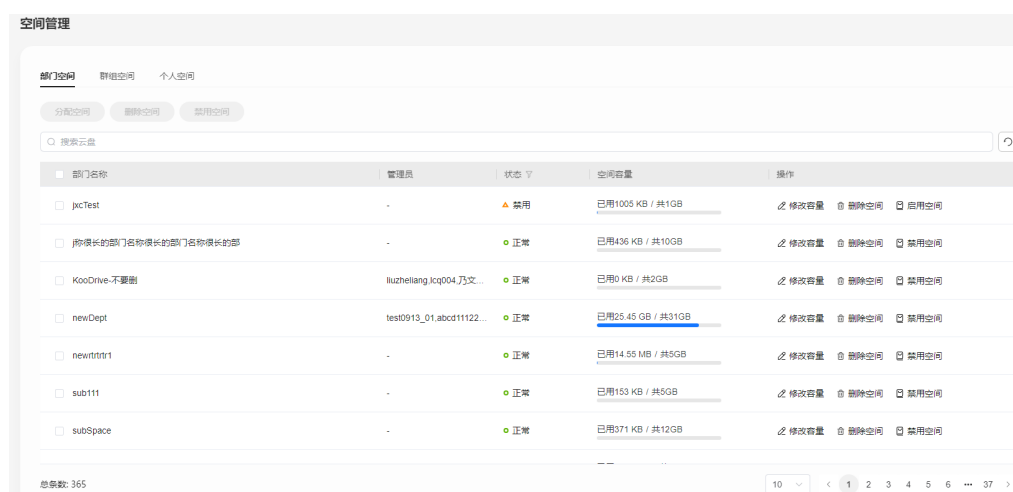 空间管理
部门空间 群组空间 个人空间
分配空间 删除空间 禁用空间
搜索云盘
部门名称 管理员 状态 空间容量 操作
jxcTest - 禁用 已用1005 KB / 共1GB 修改容量 删除空间 启用空间
j称很长的部门名称很长的部门名称很长的部 - 正常 已用436 KB / 共10GB 修改容量 删除空间 禁用空间
KooDrive-不要删 liuzheliang,lcq004,乃文... 正常 已用0 KB / 共2GB 修改容量 删除空间 禁用空间
newDept test0913_01,abcd11122... 正常 已用25.45 GB / 共31GB 修改容量 删除空间 禁用空间
newrtrtrtr1 - 正常 已用14.55 MB / 共5GB 修改容量 删除空间 禁用空间
sub111 - 正常 已用153 KB / 共5GB 修改容量 删除空间 禁用空间
subSpace - 正常 已用371 KB / 共12GB 修改容量 删除空间 禁用空间
总条数: 365 10 1 2 3 4 5 6 ••• 37